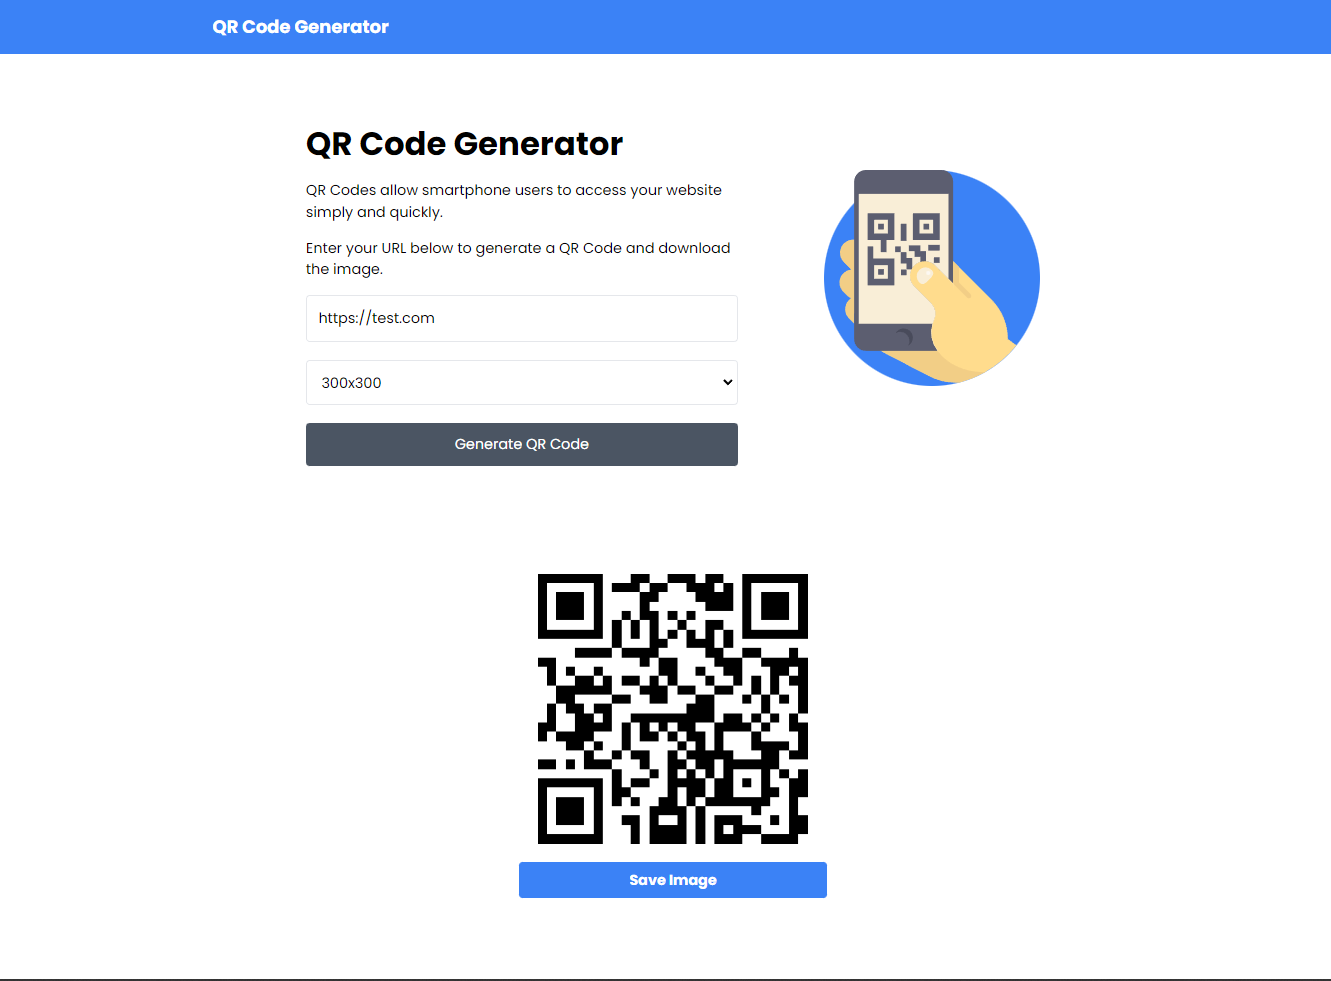 QR Code Generator
QR Code Generator
QR Codes allow smartphone users to access your website
simply and quickly.
Enter your URL below to generate a QR Code and download
the image.
https://test.com
300x300
Generate QR Code
Save Image